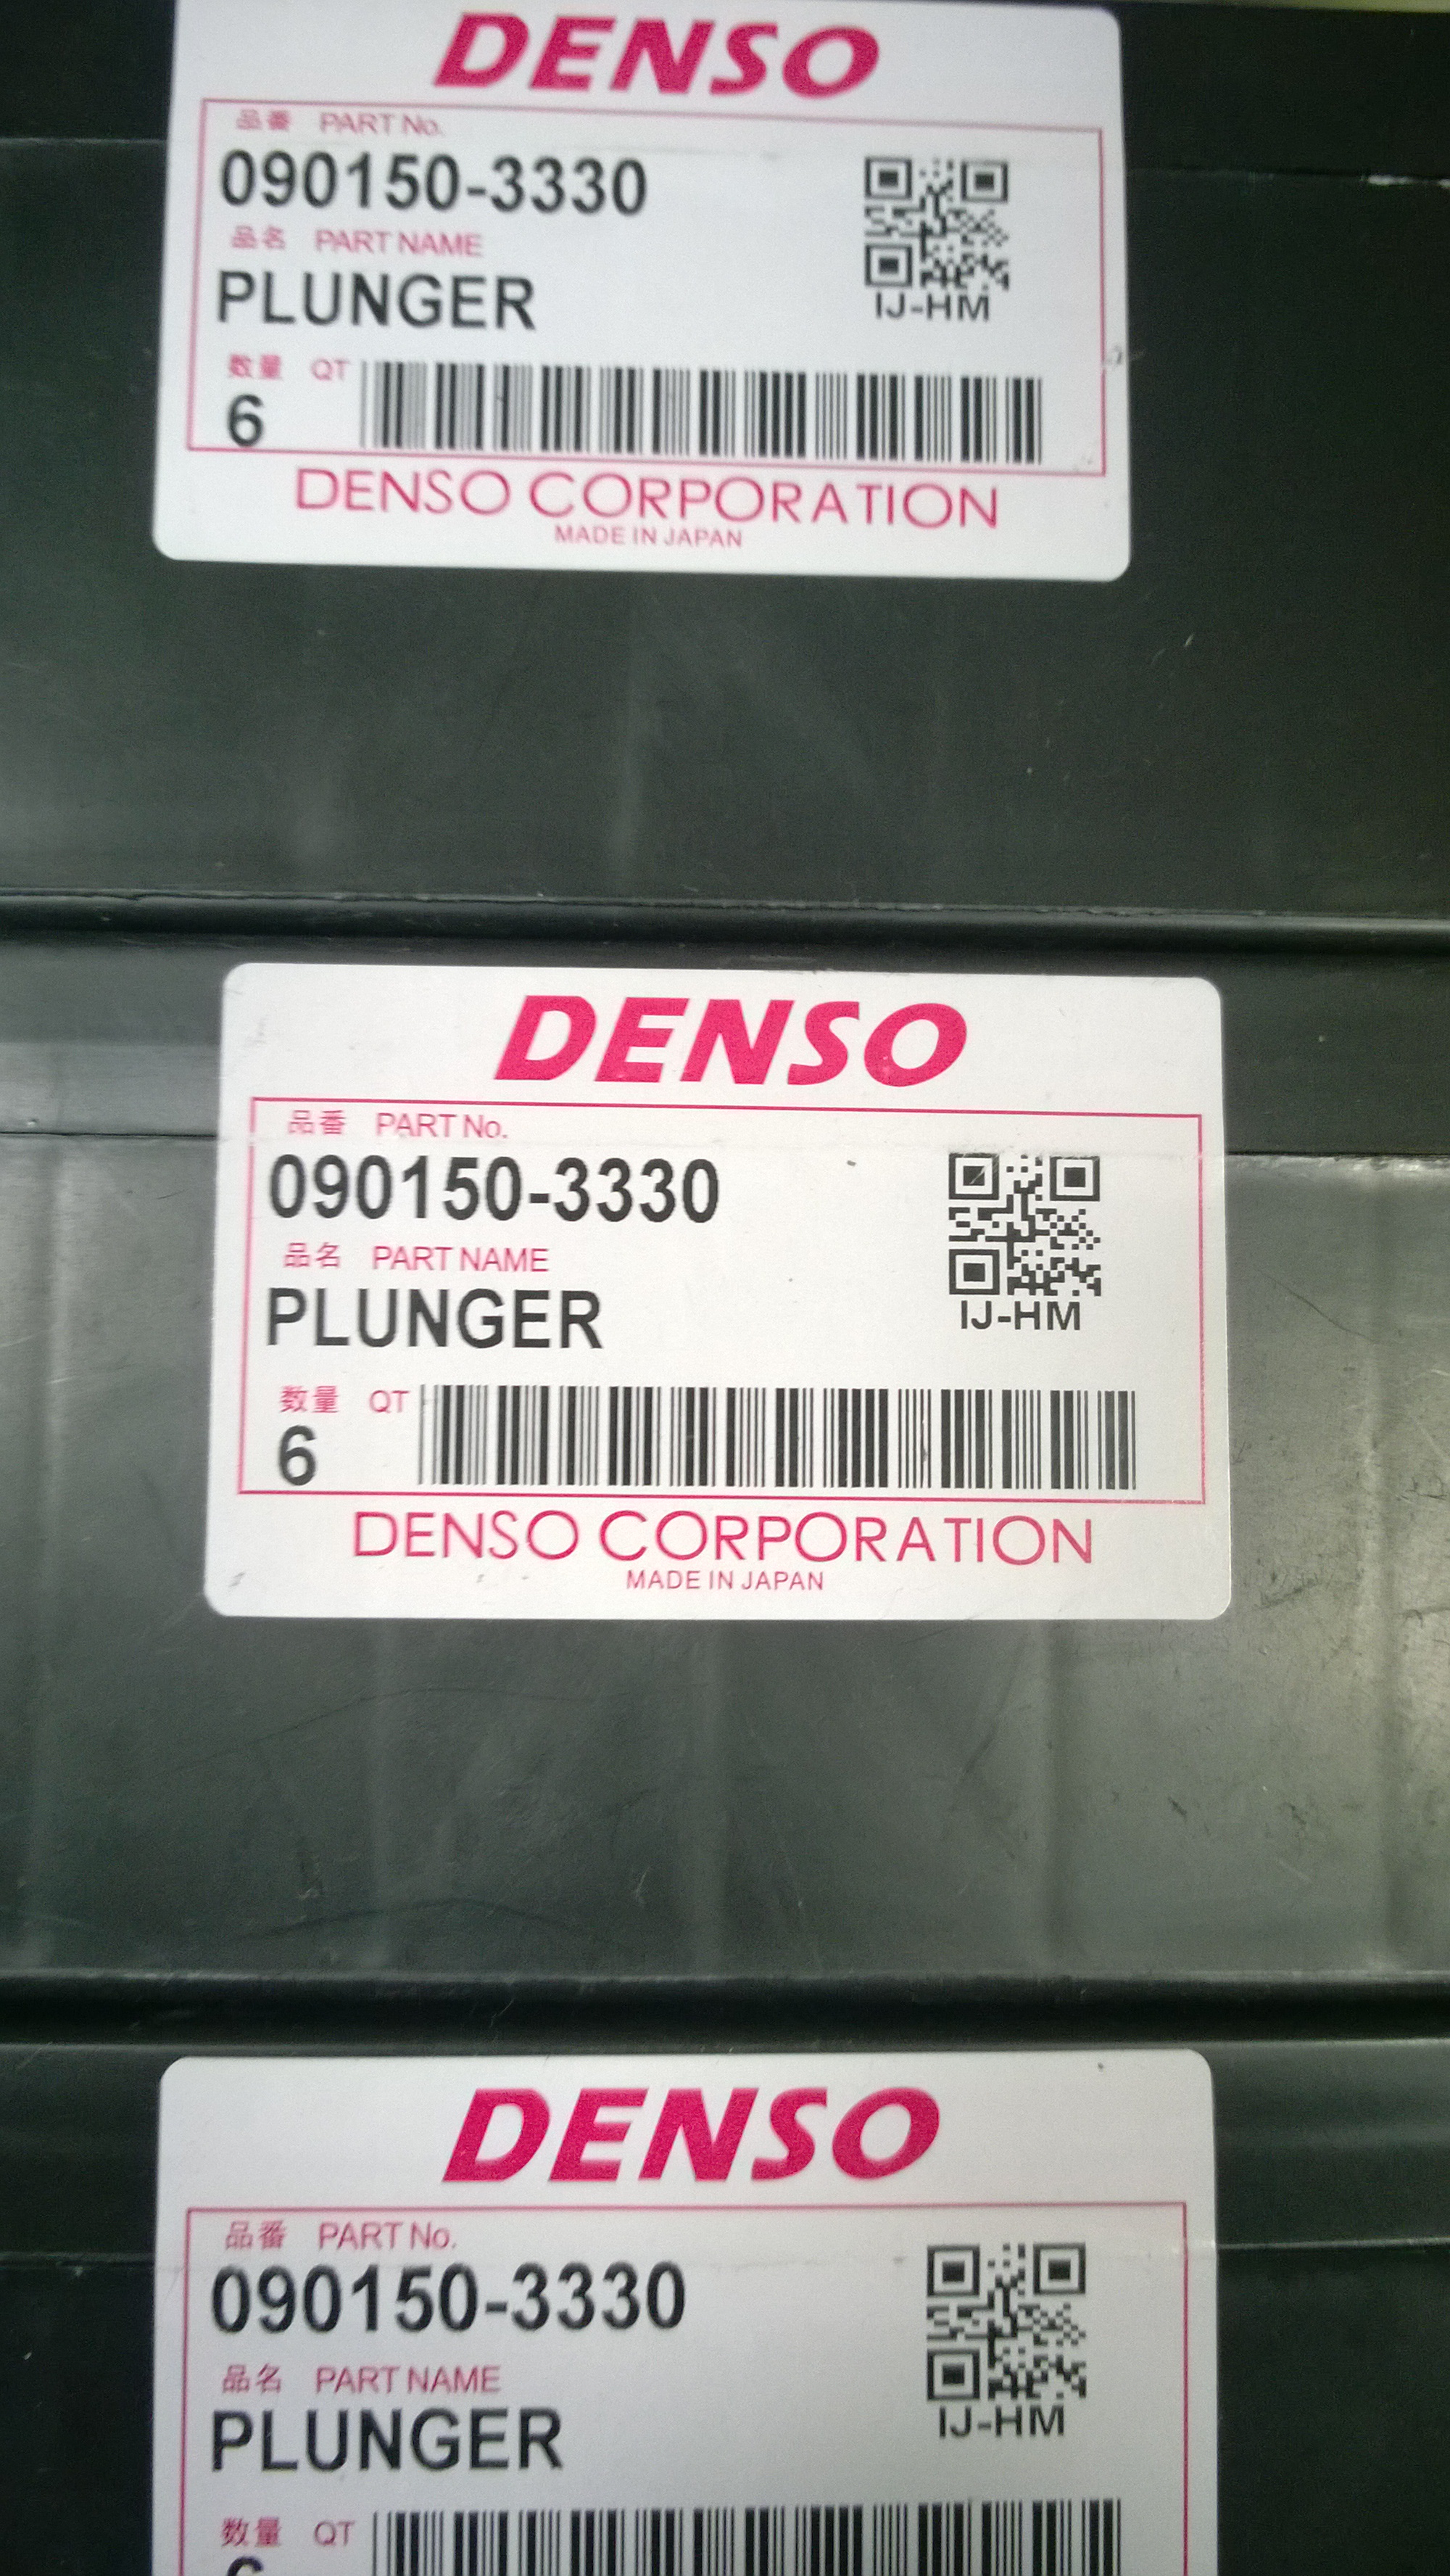 DENSO
品番 PART No.
090150-3330
品名 PART NAME
PLUNGER
IJ-HM
数量 QT
6
DENSO CORPORATION
MADE IN JAPAN
DENSO
品番 PART No.
090150-3330
品名 PART NAME
PLUNGER
IJ-HM
数量 QT
6
DENSO CORPORATION
MADE IN JAPAN
DENSO
品番 PART No.
090150-3330
品名 PART NAME
PLUNGER
IJ-HM
数量 QT